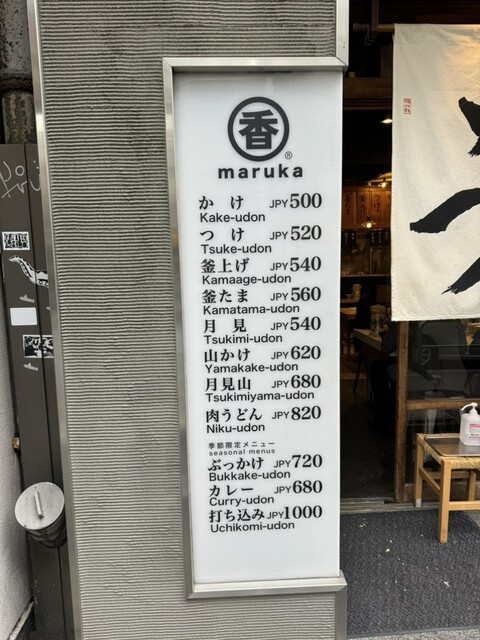 香
®
maruka
かけ JPY500
Kake-udon
つけ JPY520
Tsuke-udon
釜上げ JPY540
Kamaage-udon
釜たま JPY560
Kamatama-udon
月見 JPY540
Tsukimi-udon
山かけ JPY620
Yamakake-udon
月見山 JPY680
Tsukimiyama-udon
肉うどん JPY820
Niku-udon
季節限定メニュー
seasonal menus
ぶっかけ JPY720
Bukkake-udon
カレー JPY680
Curry-udon
打ち込み JPY1000
Uchikomi-udon